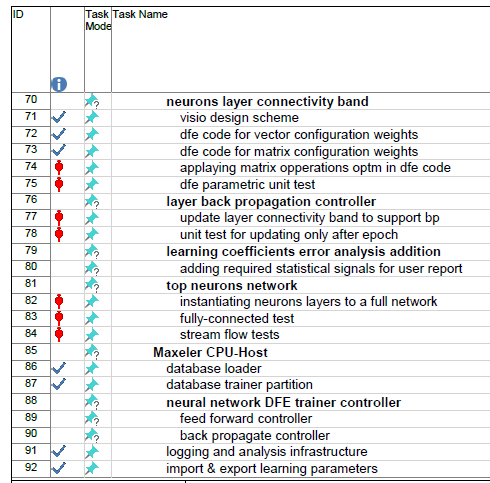 ID Task Mode Task Name
70 neurons layer connectivity band
71 visio design scheme
72 dfe code for vector configuration weights
73 dfe code for matrix configuration weights
74 applaying matrix opperations optm in dfe code
75 dfe parametric unit test
76 layer back propagation controller
77 update layer connectivity band to support bp
78 unit test for updating only after epoch
79 learning coefficients error analysis addition
80 adding required statistical signals for user report
81 top neurons network
82 instantiating neurons layers to a full network
83 fully-connected test
84 stream flow tests
85 Maxeler CPU-Host
86 database loader
87 database trainer partition
88 neural network DFE trainer controller
89 feed forward controller
90 back propagate controller
91 logging and analysis infrastructure
92 import & export learning parameters